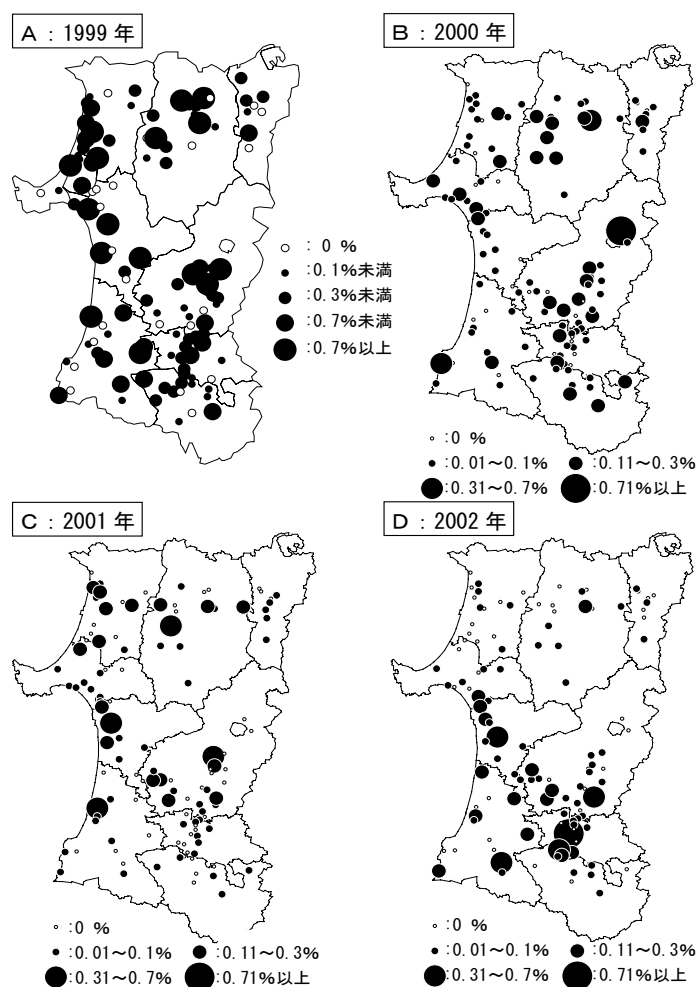 A : 1999 年
B : 2000 年
○ : 0 %
● : 0.1%未満
● : 0.3%未満
● : 0.7%未満
● : 0.7%以上
○ :0 %
● :0.01～0.1% ● :0.11～0.3%
● :0.31～0.7% ● :0.71%以上
C : 2001 年
D : 2002 年
○ :0 %
● :0.01～0.1% ● :0.11～0.3%
● :0.31～0.7% ● :0.71%以上
○ :0 %
● :0.01～0.1% ● :0.11～0.3%
● :0.31～0.7% ● :0.71%以上